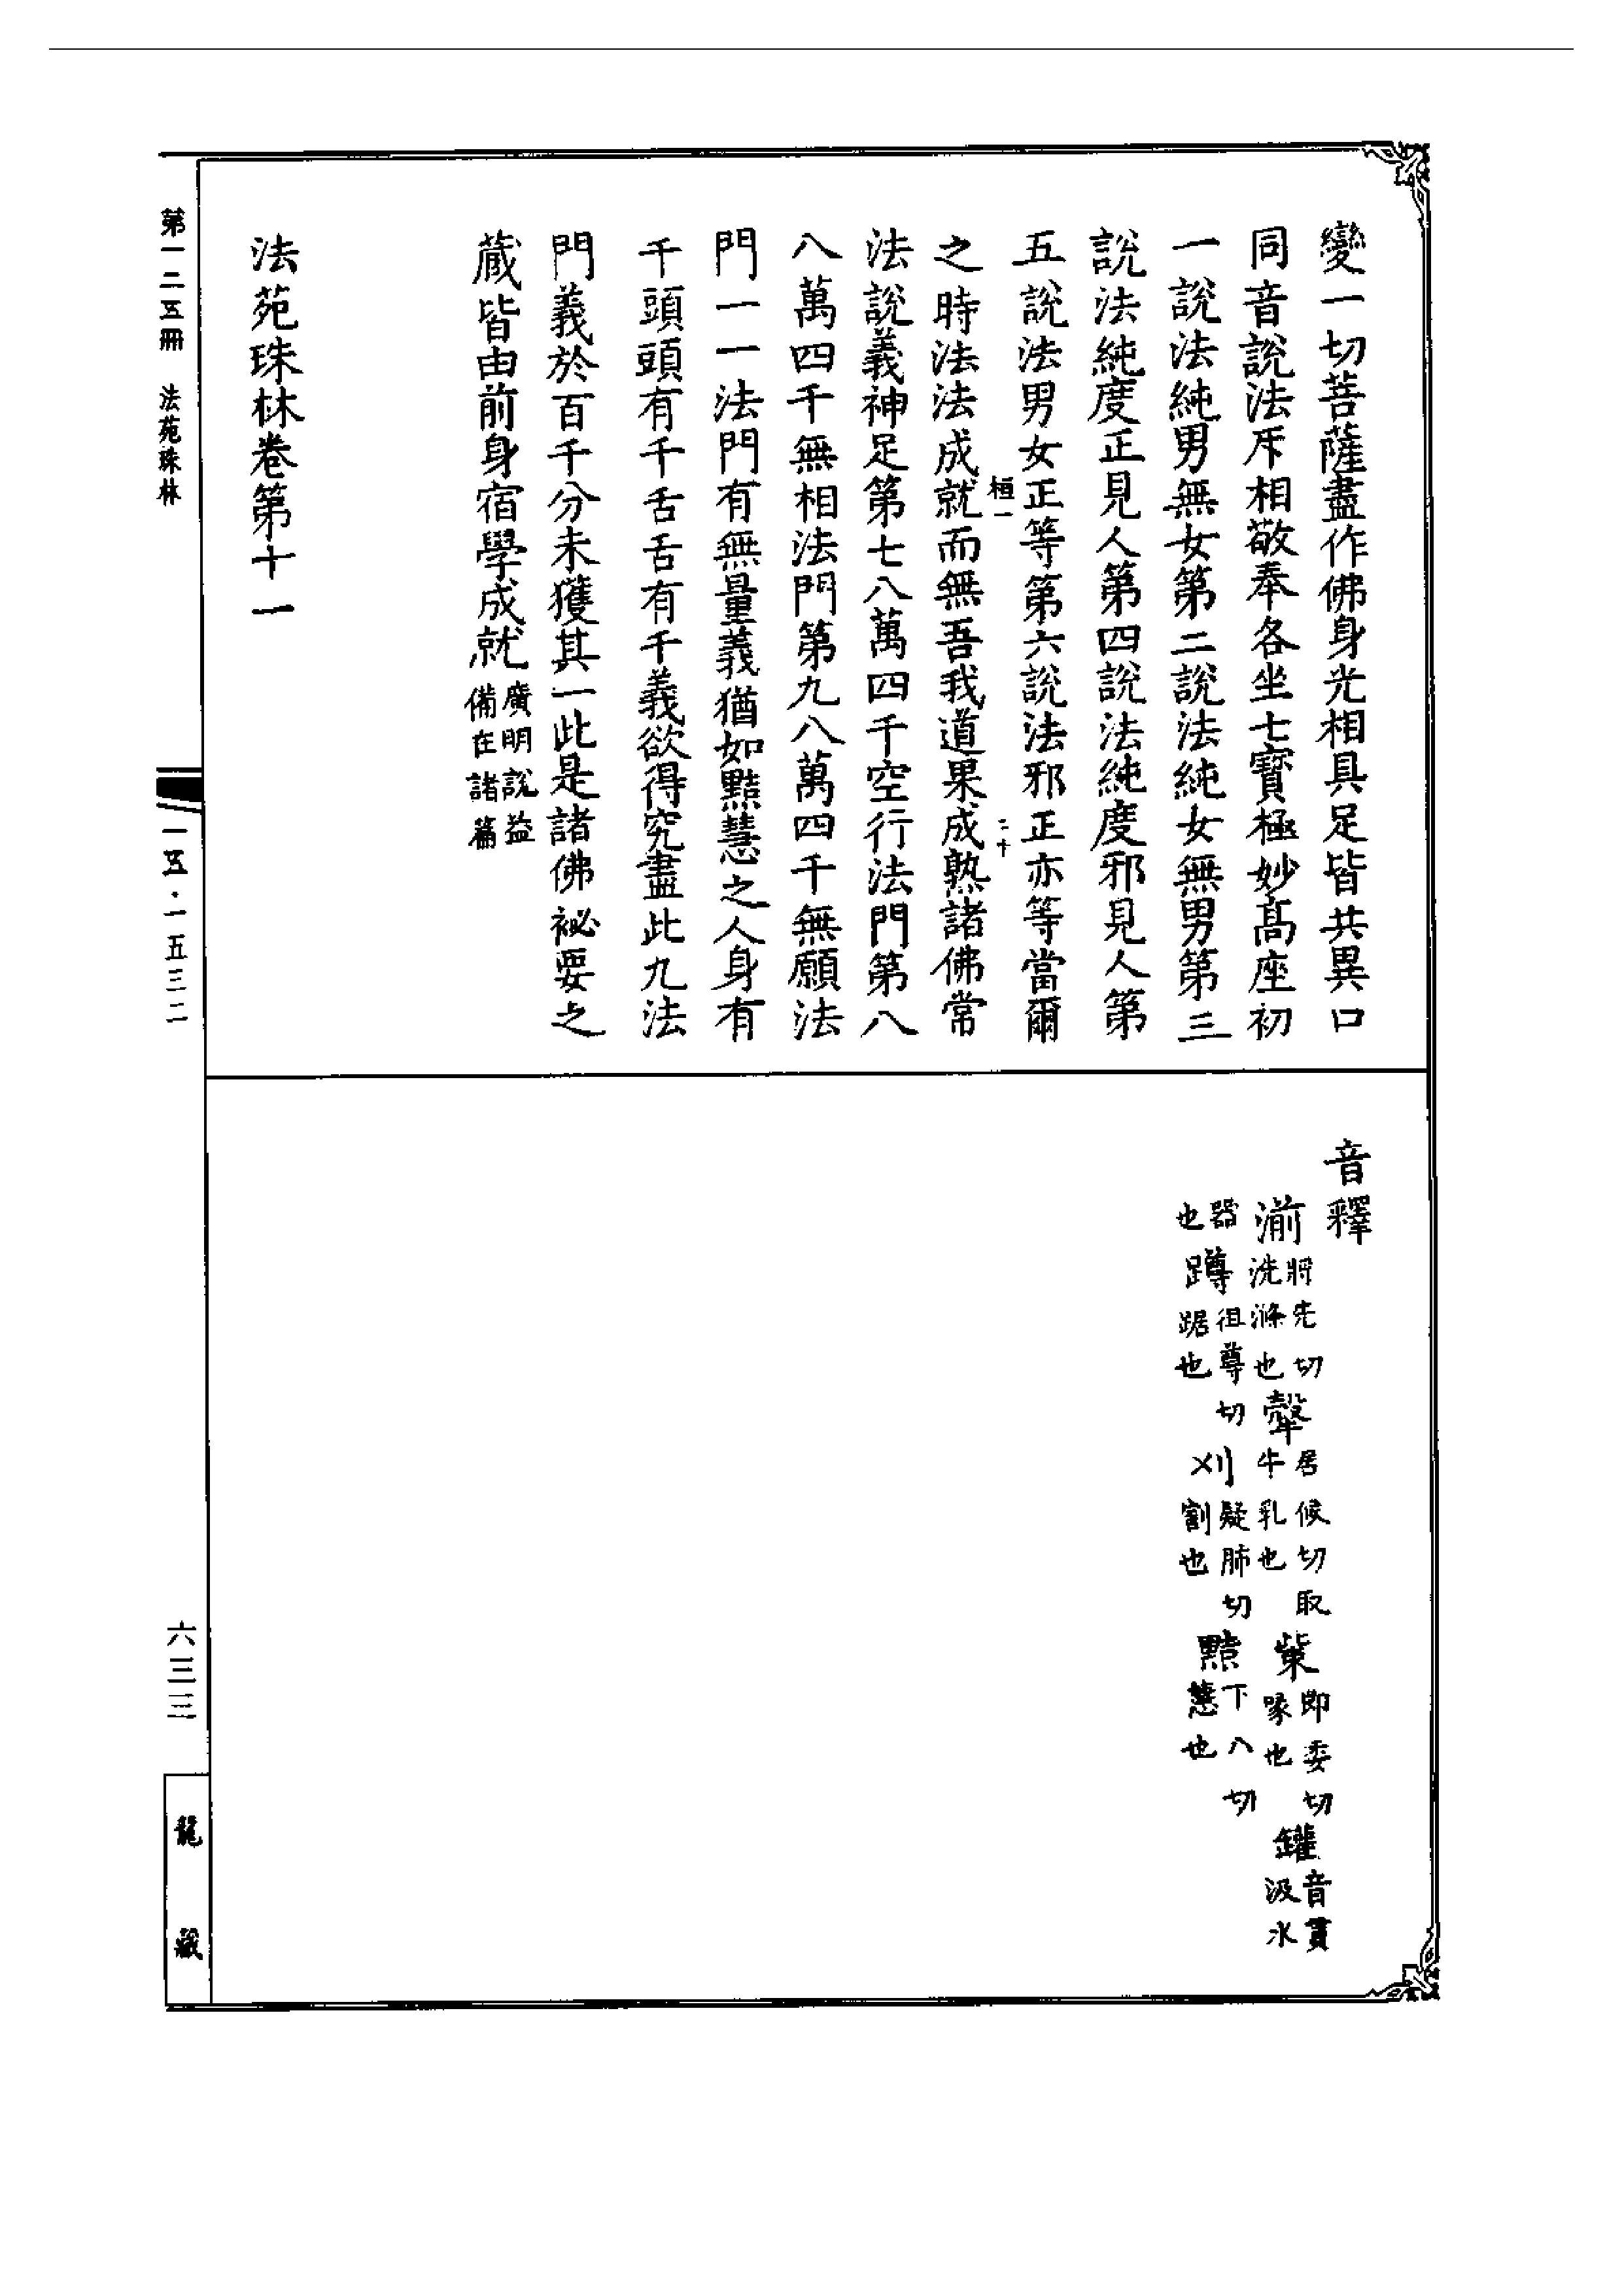 變一切菩薩盡作佛身光相具足皆共異口
同音說法斥相敬奉各坐七寶極妙髙座初
一說法純男無女第二說法純女無男第三
說法純度正見人第四說法純度邪見人第
五說法男女正等第六說法邪正亦等當爾
桓一
二十
之時法法成就而無吾我道果成熟諸佛常
法說義神足第七八萬四千空行法門第八
八萬四千無相法門第九八萬四千無願法
門一一法門有無量義猶如黠慧之人身有
千頭頭有千舌舌有千義欲得究盡此九法
門義於百千分未獲其一此是諸佛祕要之
藏皆由前身宿學成就廣明說益備在諸篇
法苑珠林卷第十一
音釋
湔將先切洗滌也㲉居候切取牛乳也㭰即委切喙也罐音貫汲水
器也蹲徂尊切踞也刈疑肺切割也黠下八切慧也
第一二五冊　法苑珠林
一五·一五三二
六三三
龍藏